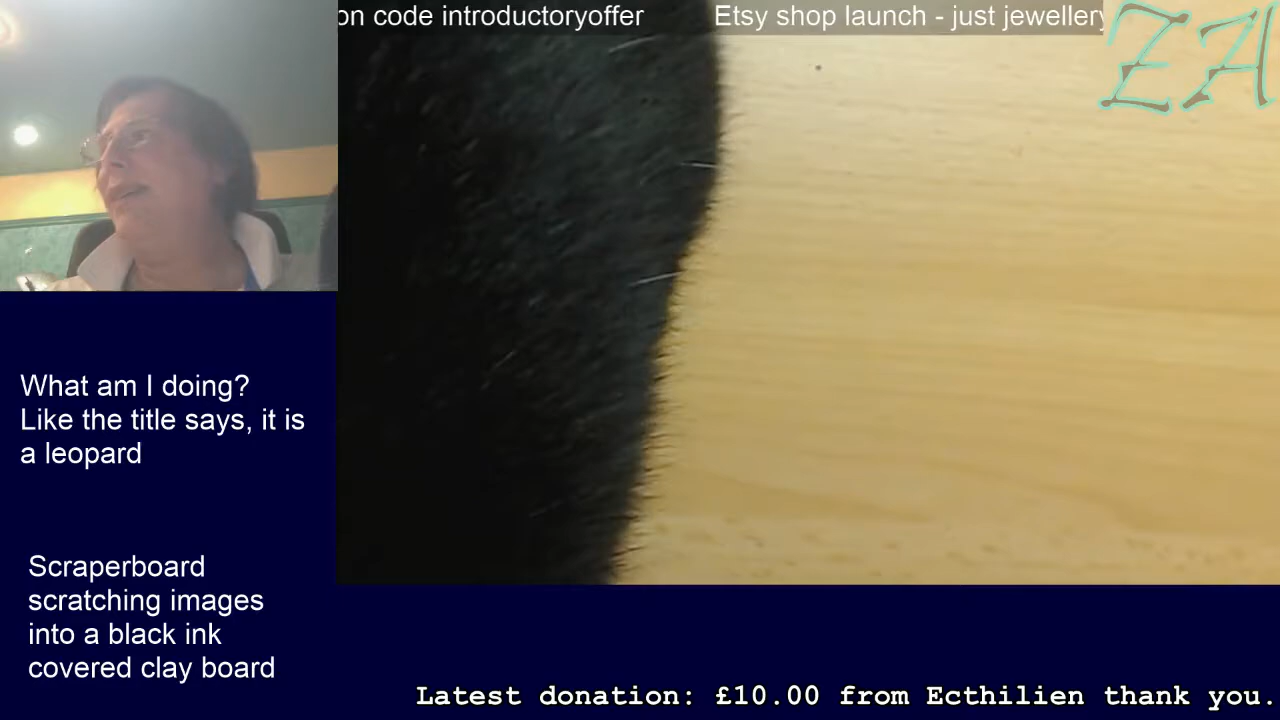 on code introductoryoffer
Etsy shop launch - just jewellery
ZA
What am I doing?
Like the title says, it is
a leopard
Scraperboard
scratching images
into a black ink
covered clay board
Latest donation: £10.00 from Ecthilien thank you.